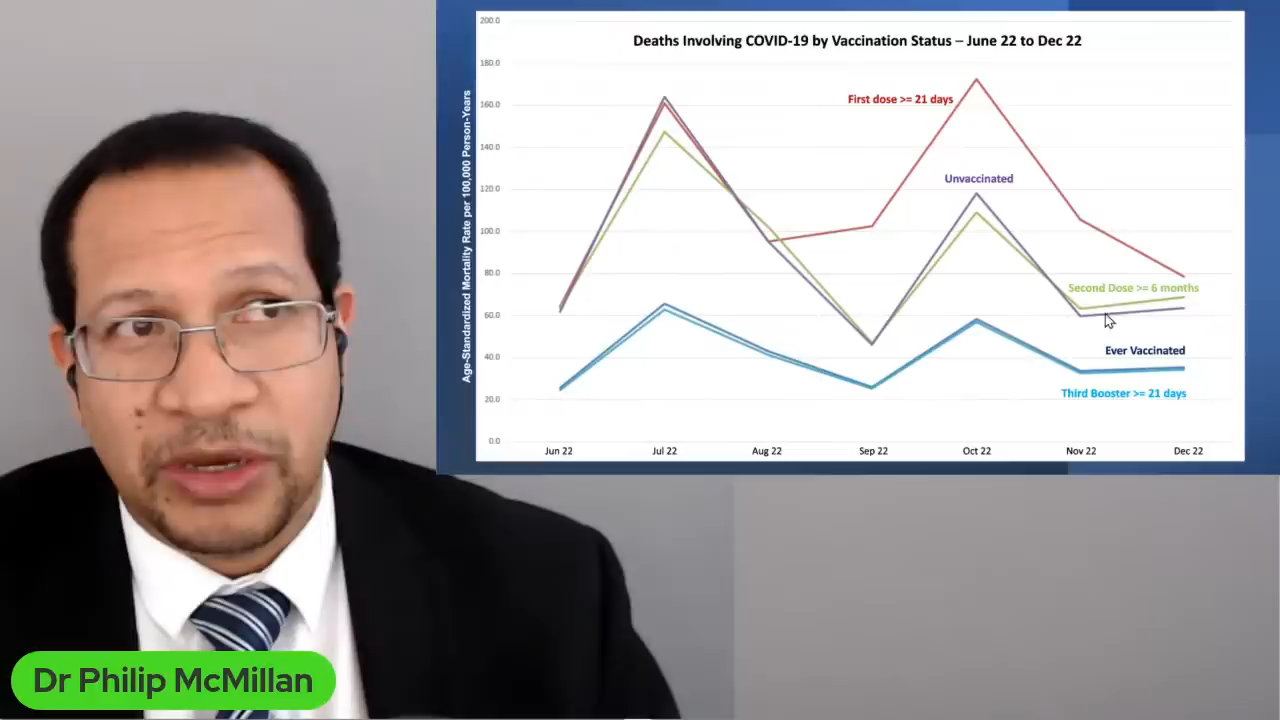 Deaths Involving COVID-19 by Vaccination Status – June 22 to Dec 22
Age-Standardized Mortality Rate per 100,000 Person-Years
200.0
180.0
160.0
140.0
120.0
100.0
80.0
60.0
40.0
20.0
0.0
First dose >= 21 days
Unvaccinated
Second Dose >= 6 months
Ever Vaccinated
Third Booster >= 21 days
Jun 22 Jul 22 Aug 22 Sep 22 Oct 22 Nov 22 Dec 22
Dr Philip McMillan